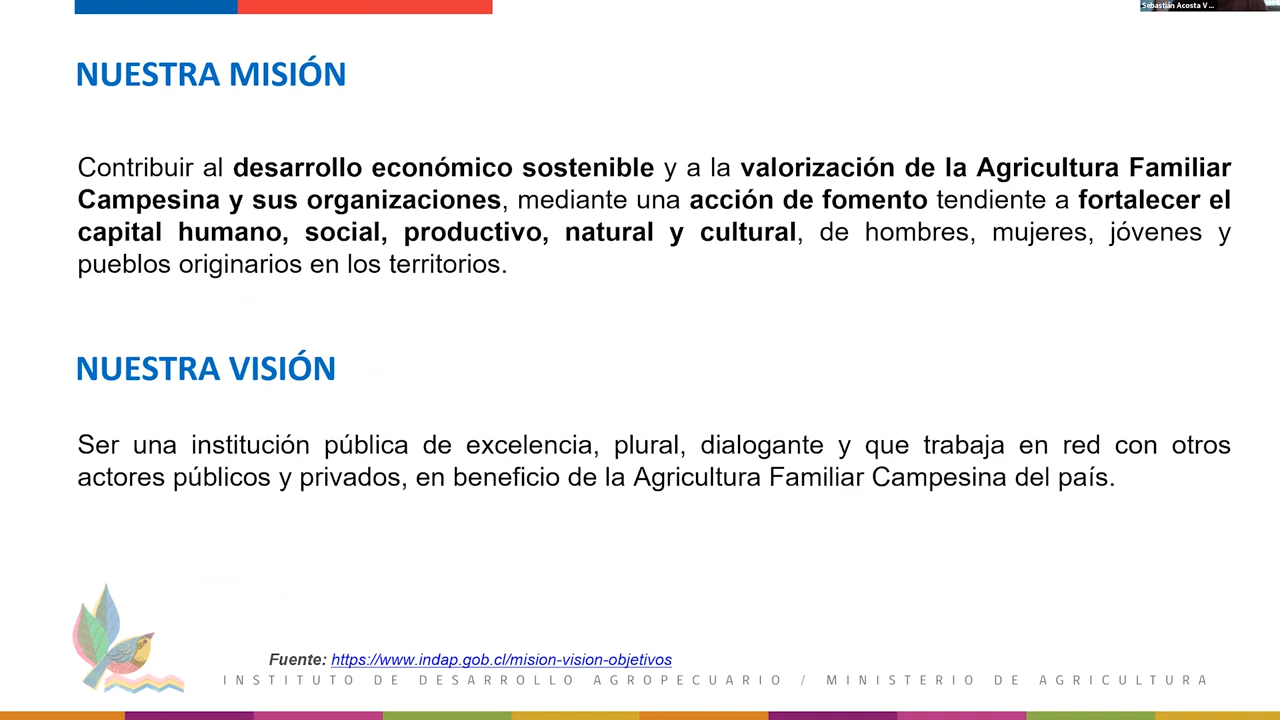 Sebastián Acosta V ...
NUESTRA MISIÓN
Contribuir al desarrollo económico sostenible y a la valorización de la Agricultura Familiar
Campesina y sus organizaciones, mediante una acción de fomento tendiente a fortalecer el
capital humano, social, productivo, natural y cultural, de hombres, mujeres, jóvenes y
pueblos originarios en los territorios.
NUESTRA VISIÓN
Ser una institución pública de excelencia, plural, dialogante y que trabaja en red con otros
actores públicos y privados, en beneficio de la Agricultura Familiar Campesina del país.
Fuente: https://www.indap.gob.cl/mision-vision-objetivos
INSTITUTO DE DESARROLLO AGROPECUARIO / MINISTERIO DE AGRICULTURA